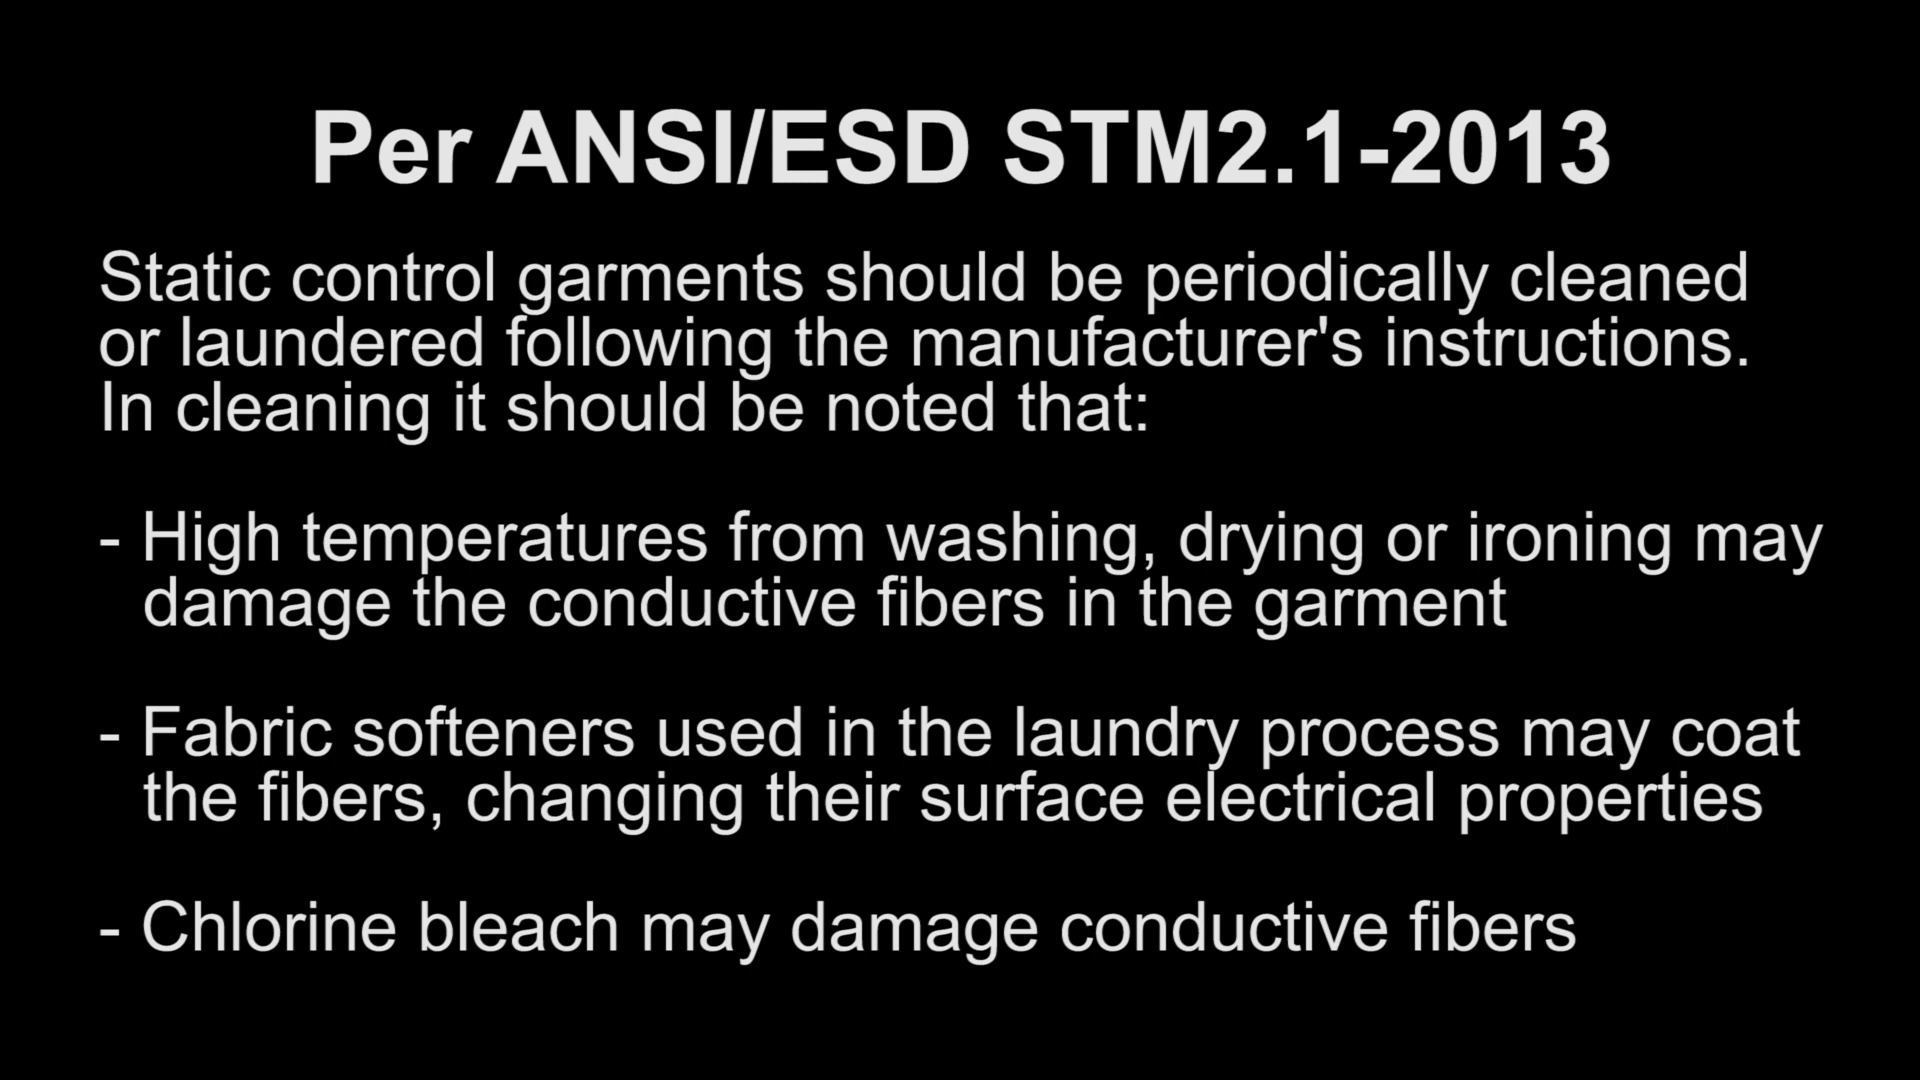 Per ANSI/ESD STM2.1-2013
Static control garments should be periodically cleaned
or laundered following the manufacturer's instructions.
In cleaning it should be noted that:
- High temperatures from washing, drying or ironing may
damage the conductive fibers in the garment
- Fabric softeners used in the laundry process may coat
the fibers, changing their surface electrical properties
- Chlorine bleach may damage conductive fibers